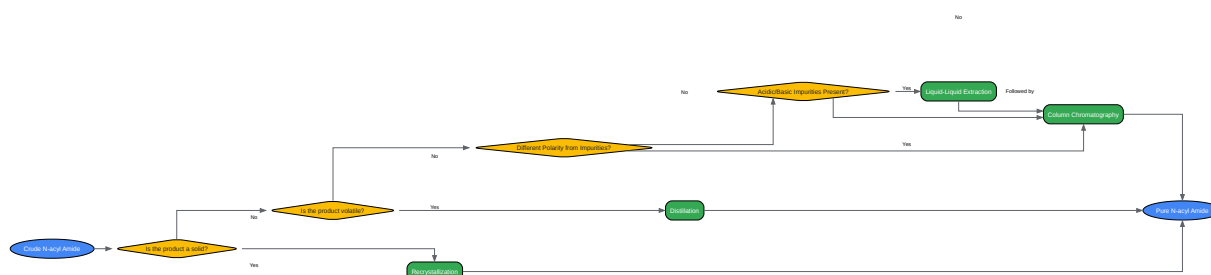 No
No
Acidic/Basic Impurities Present?
Yes
Liquid-Liquid Extraction
Followed by
Column Chromatography
Different Polarity from Impurities?
No
Yes
Is the product volatile?
No
Yes
Distillation
Pure N-acyl Amide
Crude N-acyl Amide
Is the product a solid?
Yes
Recrystallization